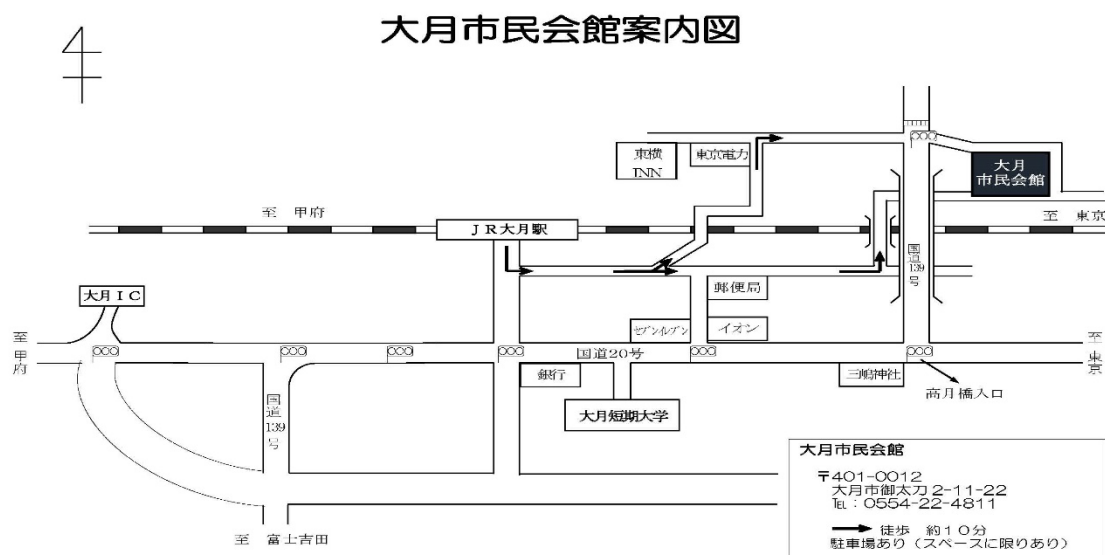 大月市民会館案内図
東横
INN
東京電力
大月
市民会館
至 甲府
JR大月駅
至 東京
国道139号
大月IC
郵便局
セブンイレブン
イオン
至 甲府
国道20号
至 東京
銀行
三嶋神社
高月橋入口
大月短期大学
国道139号
至 富士吉田
大月市民会館
〒401-0012
大月市御太刀2-11-22
℡:0554-22-4811
徒歩 約10分
駐車場あり(スペースに限りあり)